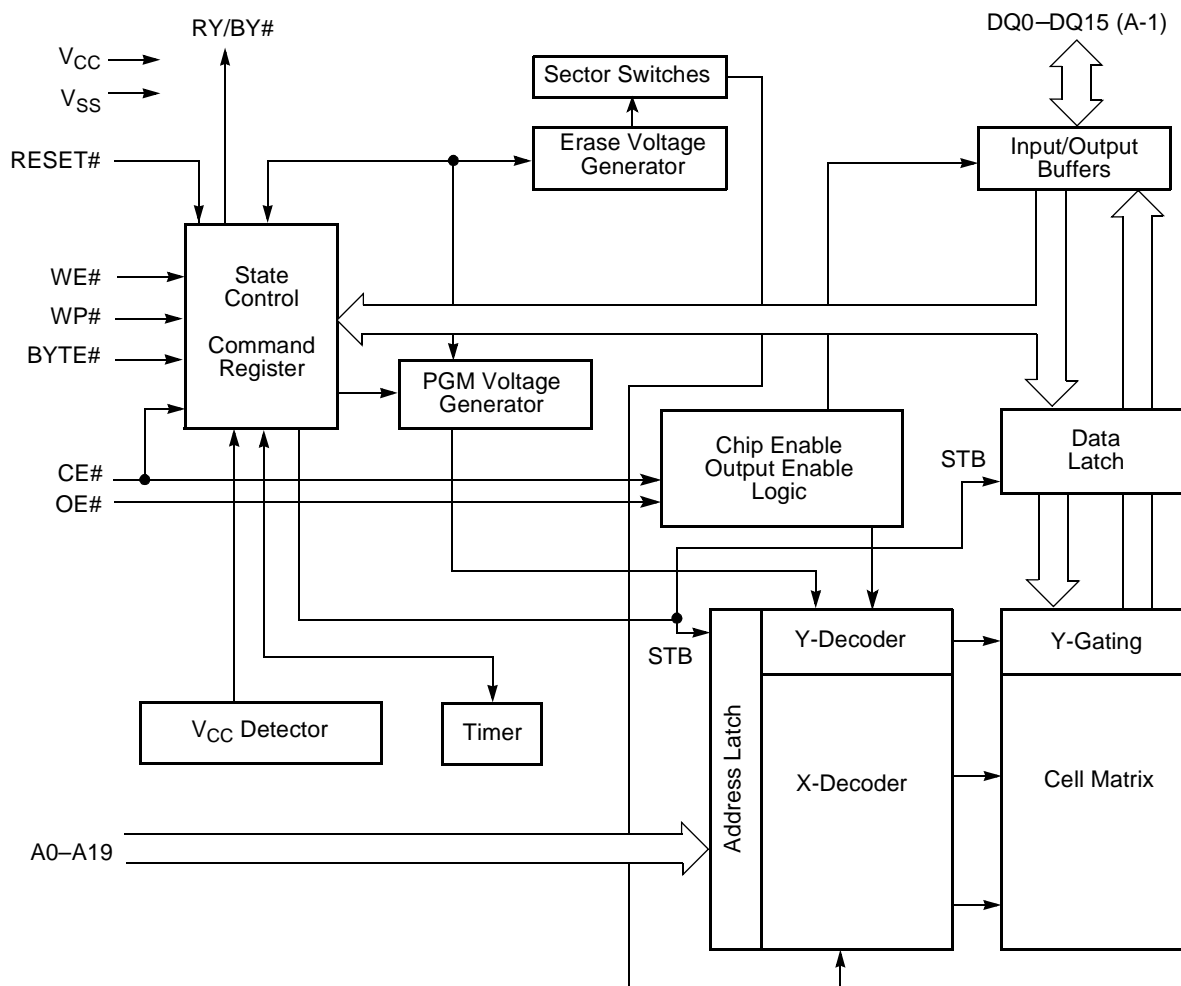 RY/BY#
DQ0–DQ15 (A-1)
VCC
VSS
Sector Switches
RESET#
Erase Voltage
Generator
Input/Output
Buffers
WE#
WP#
BYTE#
State
Control
Command
Register
PGM Voltage
Generator
CE#
OE#
Chip Enable
Output Enable
Logic
STB
Data
Latch
STB
Y-Decoder
Y-Gating
VCC Detector
Timer
Address Latch
X-Decoder
Cell Matrix
A0–A19